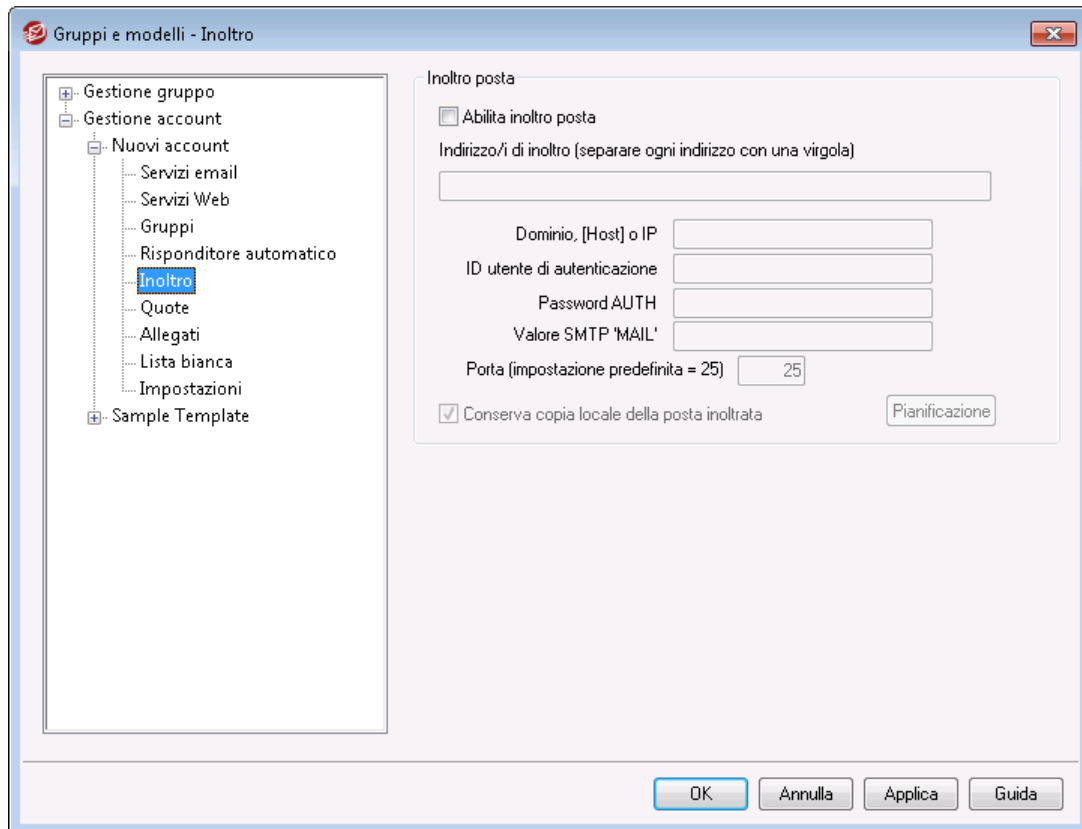 Gruppi e modelli - Inoltro
Gestione gruppo
Gestione account
Nuovi account
Servizi email
Servizi Web
Gruppi
Risponditore automatico
Inoltro
Quote
Allegati
Lista bianca
Impostazioni
Sample Template
Inoltro posta
Abilita inoltro posta
Indirizzo/i di inoltro (separare ogni indirizzo con una virgola)
Dominio, [Host] o IP
ID utente di autenticazione
Password AUTH
Valore SMTP 'MAIL'
Porta (impostazione predefinita = 25) 25
Conserva copia locale della posta inoltrata Pianificazione
OK Annulla Applica Guida